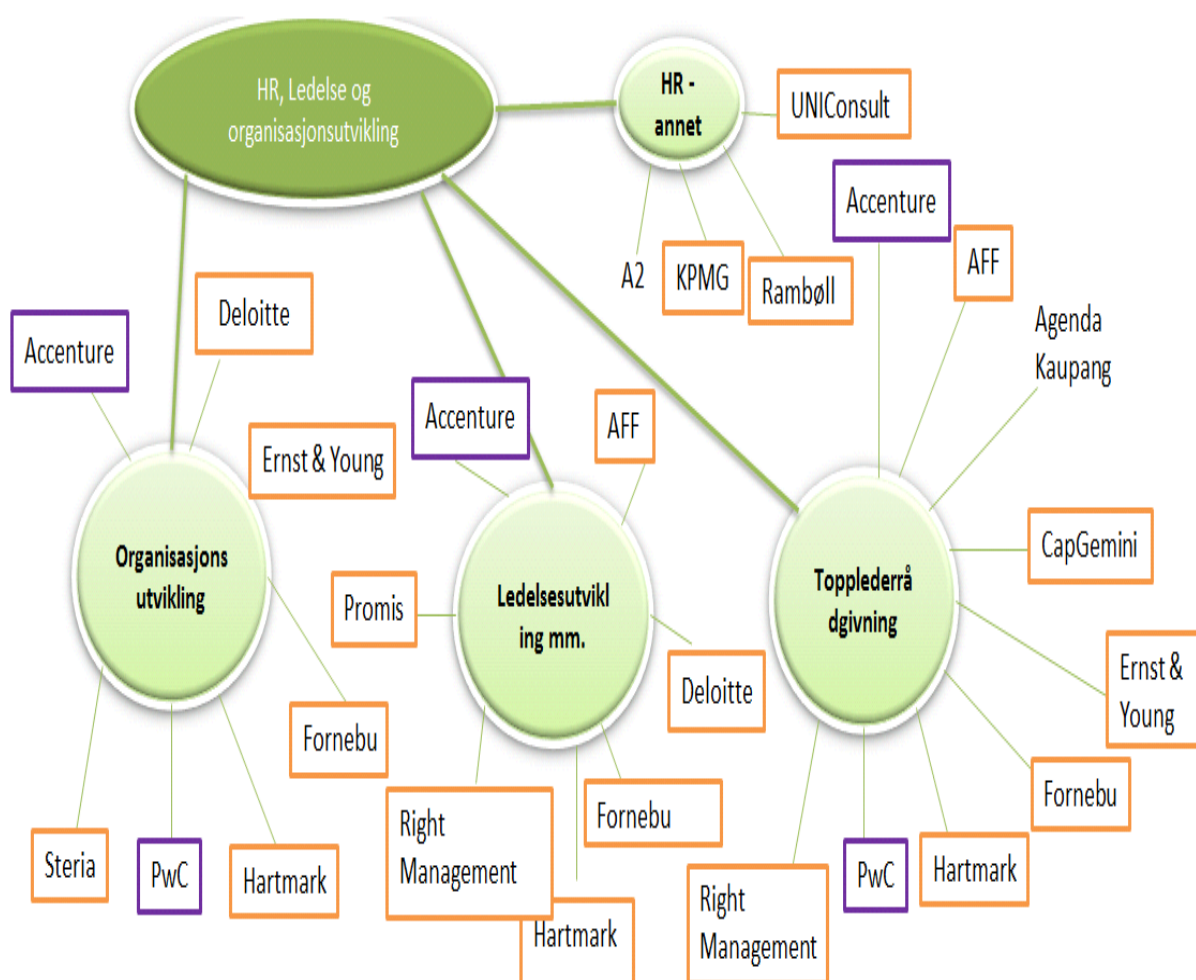 HR, Ledelse og
organisasjonsutvikling
HR -
annet
UNIConsult
A2
KPMG
Rambøll
Accenture
AFF
Agenda
Kaupang
CapGemini
Ernst &
Young
Fornebu
Hartmark
PwC
Right
Management
Topplederrå
dgivning
Accenture
AFF
Promis
Ledelsesutvikl
ing mm.
Deloitte
Fornebu
Right
Management
Hartmark
Accenture
Deloitte
Ernst & Young
Organisasjons
utvikling
Fornebu
Steria
PwC
Hartmark